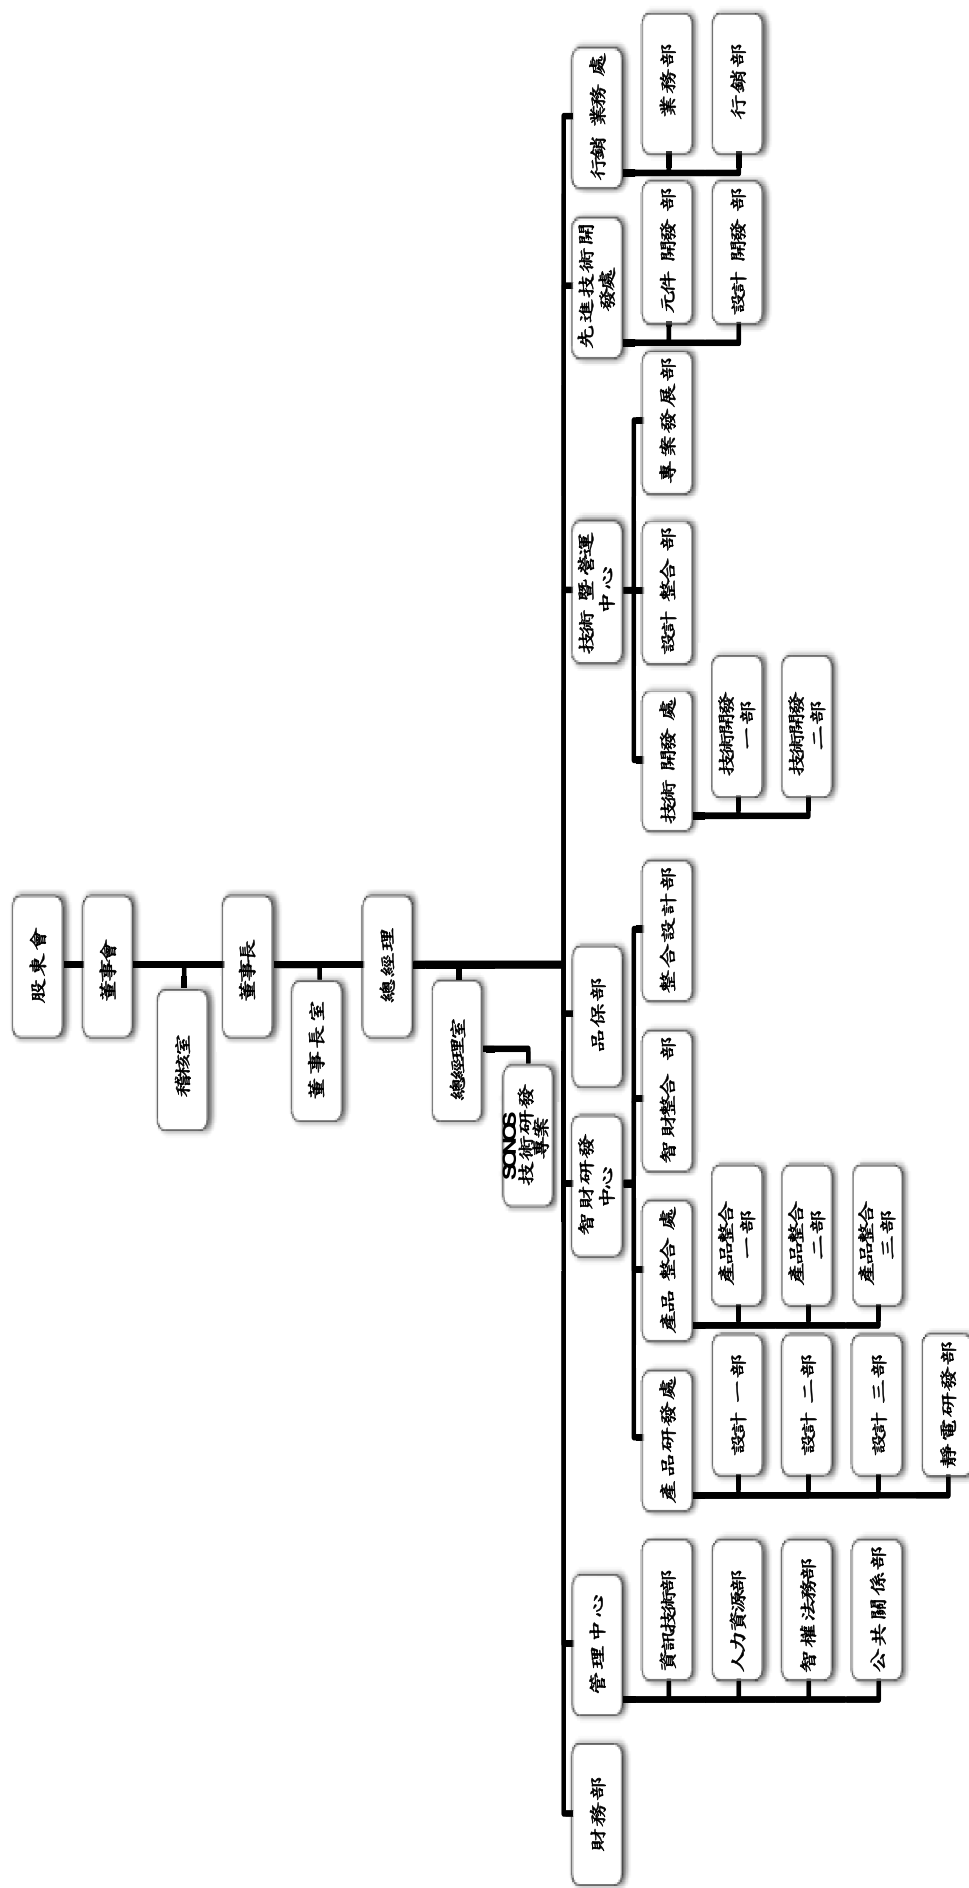 股東會
董事會
稽核室
董事長
董事長室
總經理
總經理室
SONOS
技術研發
專案
財務部
管理中心
資訊技術部
人力資源部
智權法務部
公共關係部
智財研發
中心
產品研發處
設計 一部
設計 二部
設計 三部
靜電研發部
產品 整合 處
產品整合
一部
產品整合
二部
產品整合
三部
智財整合 部
整合設計部
品保部
技術 暨營運
中心
技術 開發 處
技術開發
一部
技術開發
二部
設計 整合 部
專案發展部
先進技術開
發處
元件 開發 部
設計 開發 部
行銷 業務 處
業務部
行銷部